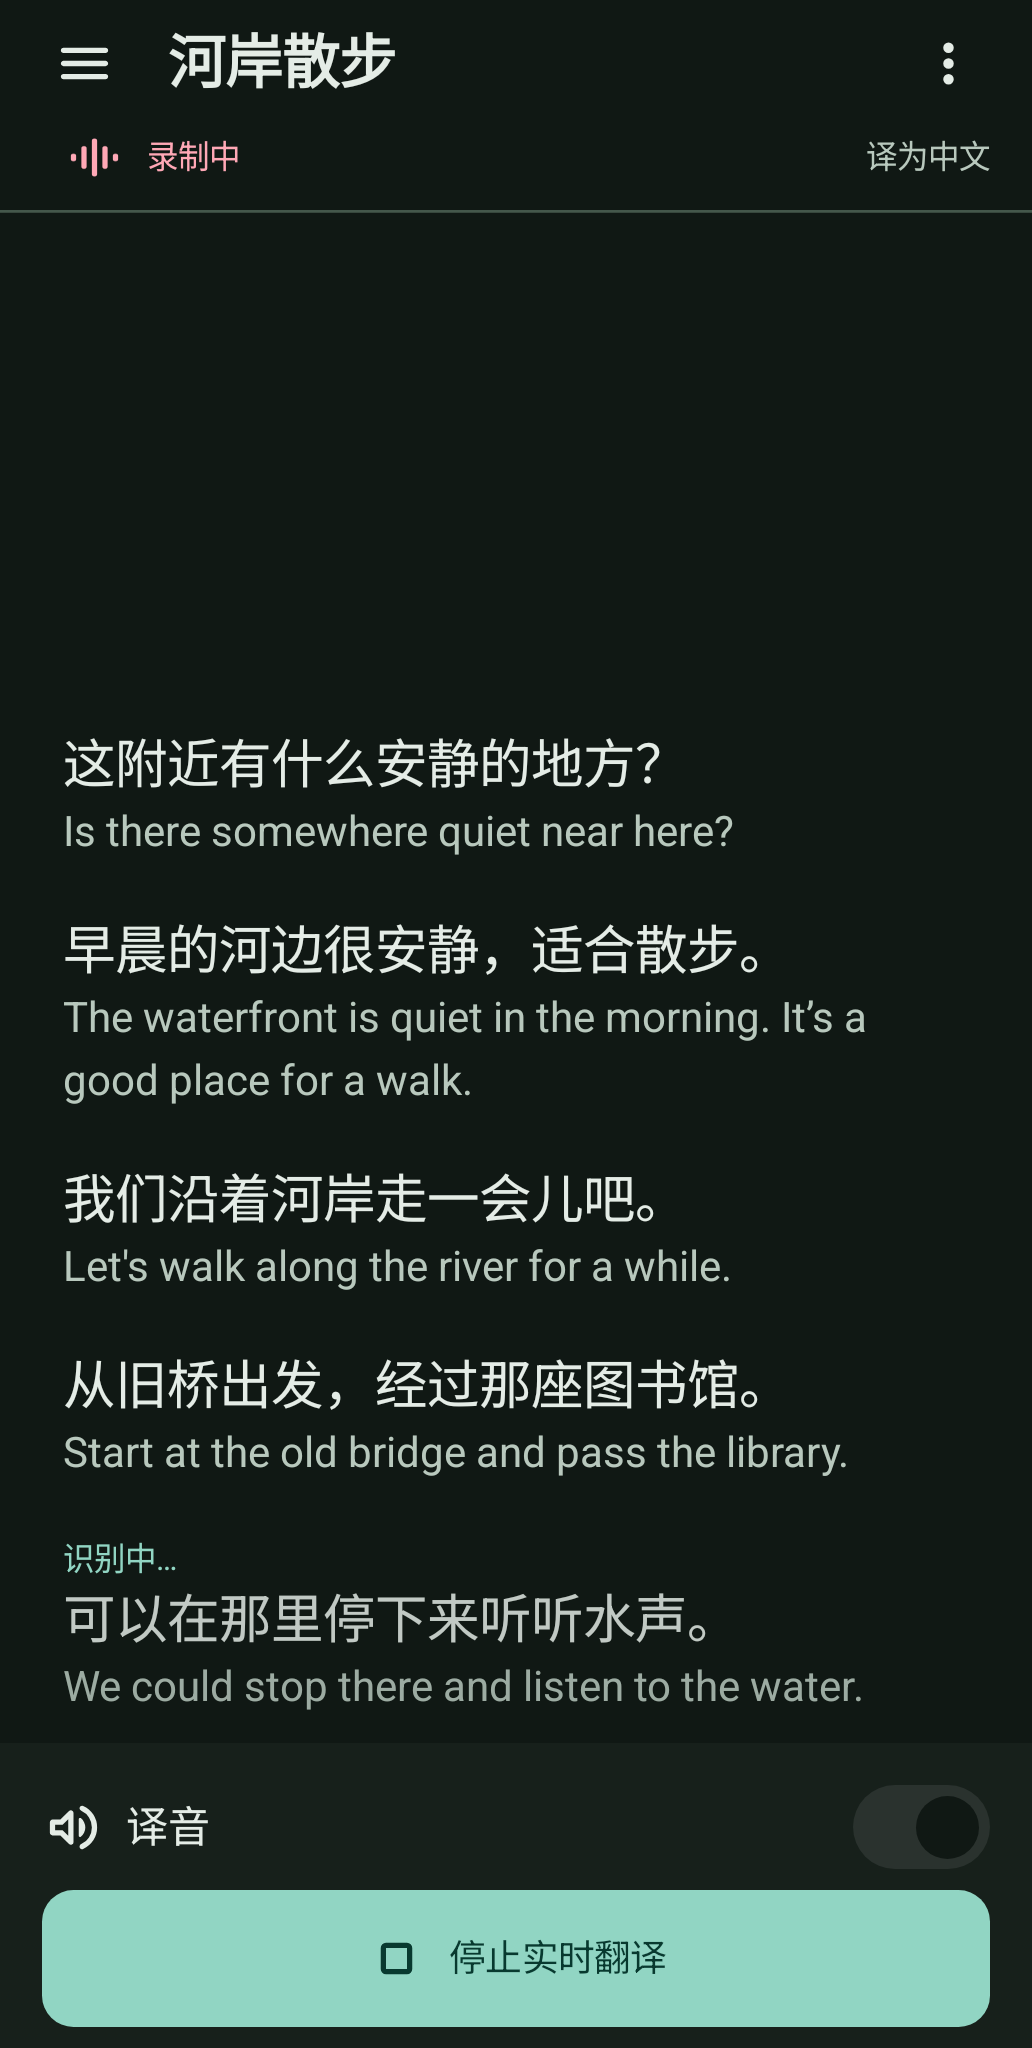 河岸散步
录制中
译为中文
这附近有什么安静的地方?
Is there somewhere quiet near here?
早晨的河边很安静，适合散步。
The waterfront is quiet in the morning. It’s a
good place for a walk.
我们沿着河岸走一会儿吧。
Let's walk along the river for a while.
从旧桥出发，经过那座图书馆。
Start at the old bridge and pass the library.
识别中…
可以在那里停下来听听水声。
We could stop there and listen to the water.
译音
停止实时翻译